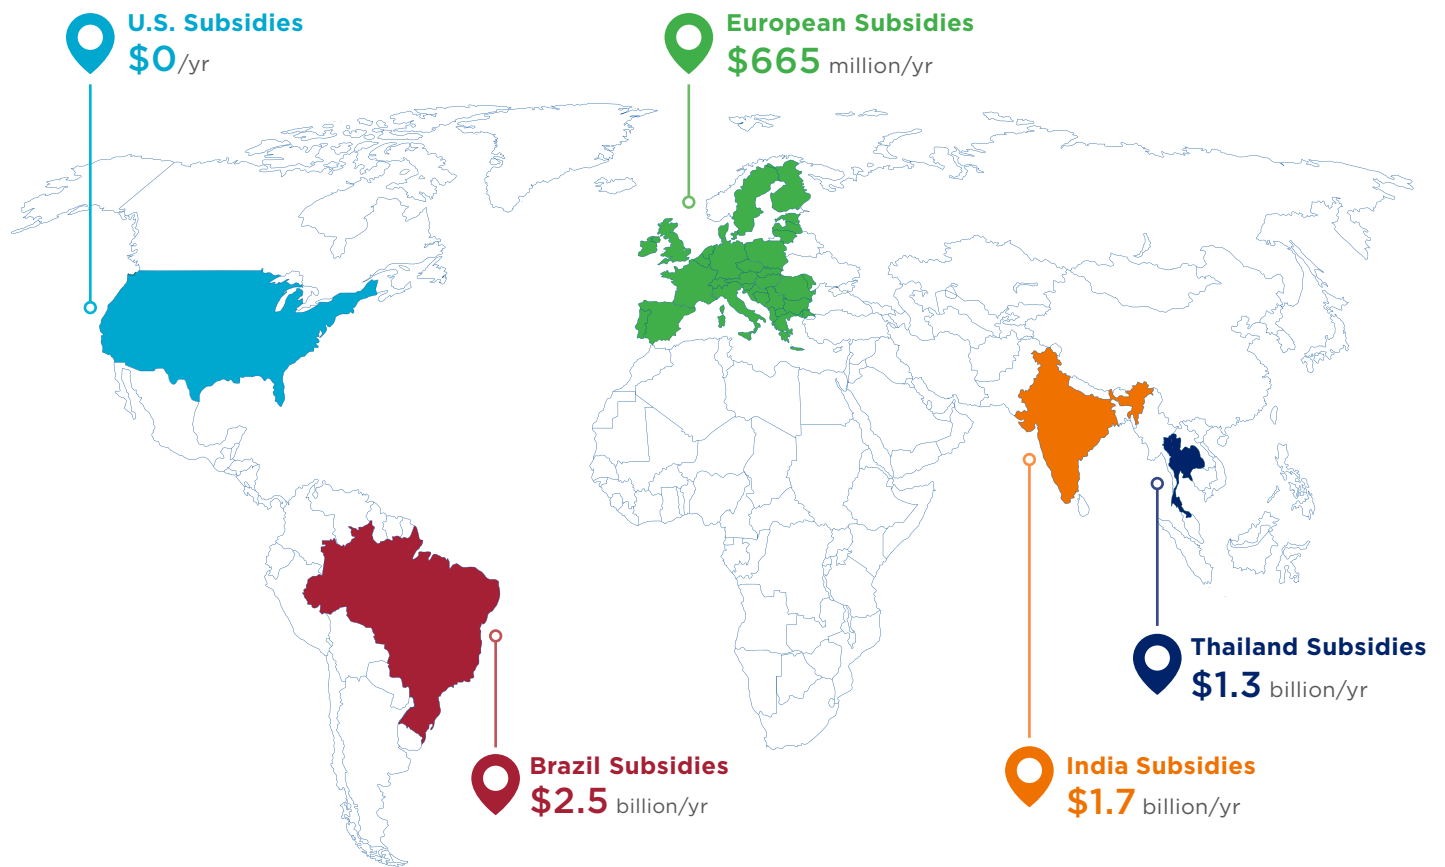 U.S. Subsidies
$0/yr
European Subsidies
$665 million/yr
Thailand Subsidies
$1.3 billion/yr
Brazil Subsidies
$2.5 billion/yr
India Subsidies
$1.7 billion/yr